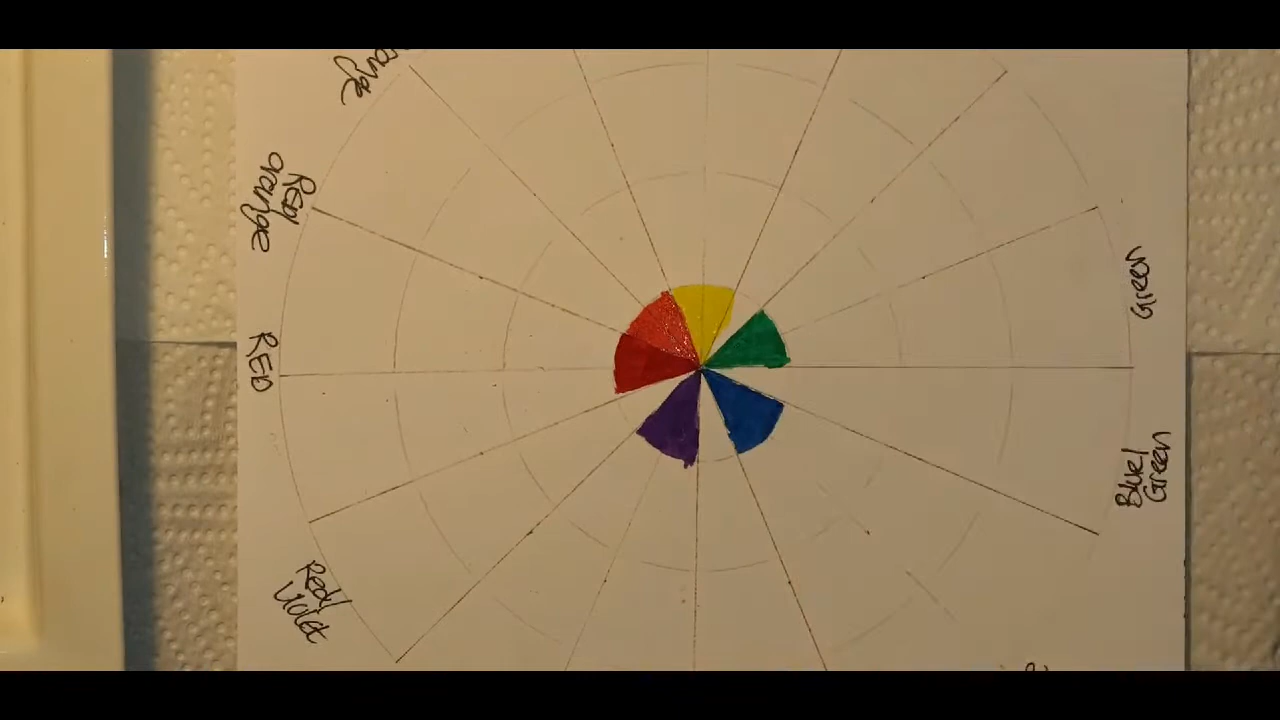 REd/
orange
RED
Red/
Violet
Green
Blue/
Green